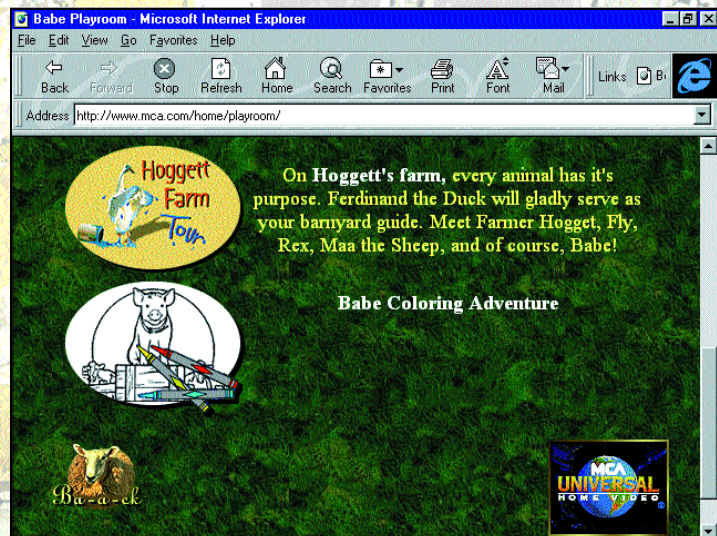 Babe Playroom - Microsoft Internet Explorer
File Edit View Go Favorites Help
Back Forward Stop Refresh Home Search Favorites Print Font Mail Links
Address http://www.mca.com/home/playroom/
Hoggett
Farm
Tour
On Hoggett's farm, every animal has it's
purpose. Ferdinand the Duck will gladly serve as
your barnyard guide. Meet Farmer Hogget, Fly,
Rex, Maa the Sheep, and of course, Babe!
Babe Coloring Adventure
Ba-a-ck
MCA
UNIVERSAL
HOME VIDEO